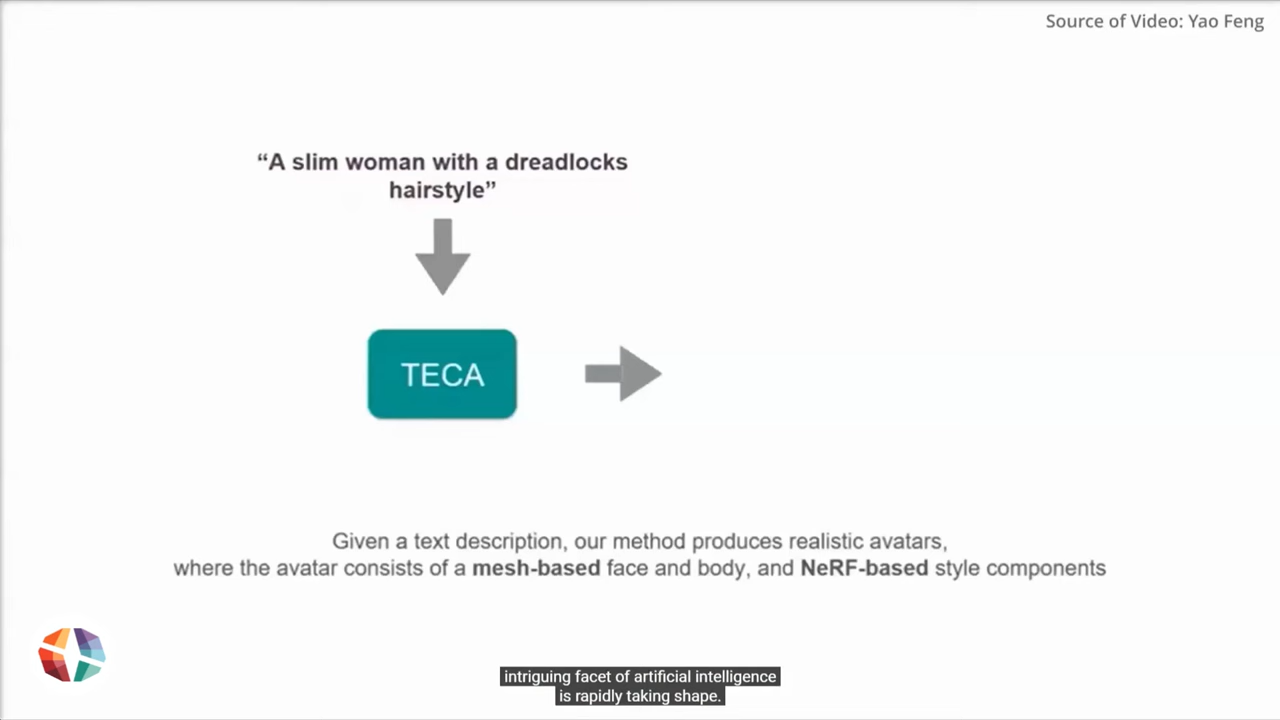 Source of Video: Yao Feng
“A slim woman with a dreadlocks
hairstyle”
TECA
Given a text description, our method produces realistic avatars,
where the avatar consists of a mesh-based face and body, and NeRF-based style components
intriguing facet of artificial intelligence
is rapidly taking shape.